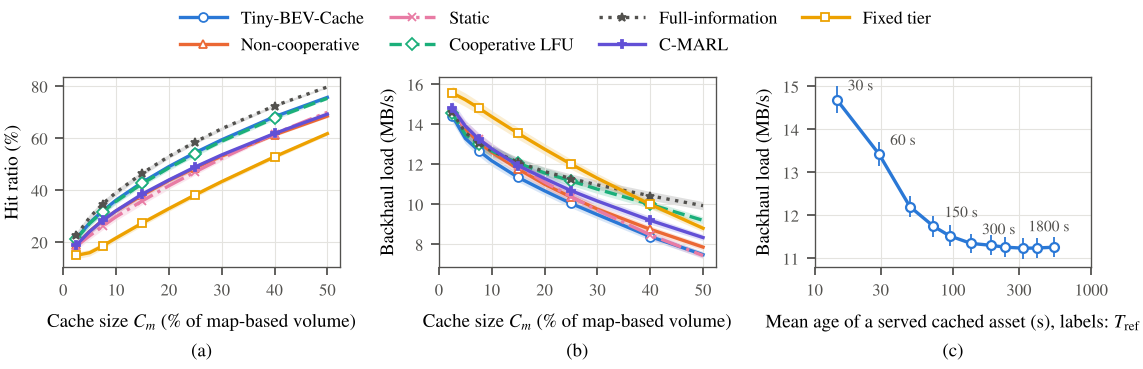 Tiny-BEV-Cache Static Full-information Fixed tier
Non-cooperative Cooperative LFU C-MARL
Hit ratio (%)
80
60
40
20
0 10 20 30 40 50
Cache size C_m (% of map-based volume)
(a)
Backhaul load (MB/s)
16
14
12
10
8
0 10 20 30 40 50
Cache size C_m (% of map-based volume)
(b)
Backhaul load (MB/s)
15
14
13
12
11
30 s
60 s
150 s
300 s
1800 s
10 30 100 300 1000
Mean age of a served cached asset (s), labels: T_ref
(c)